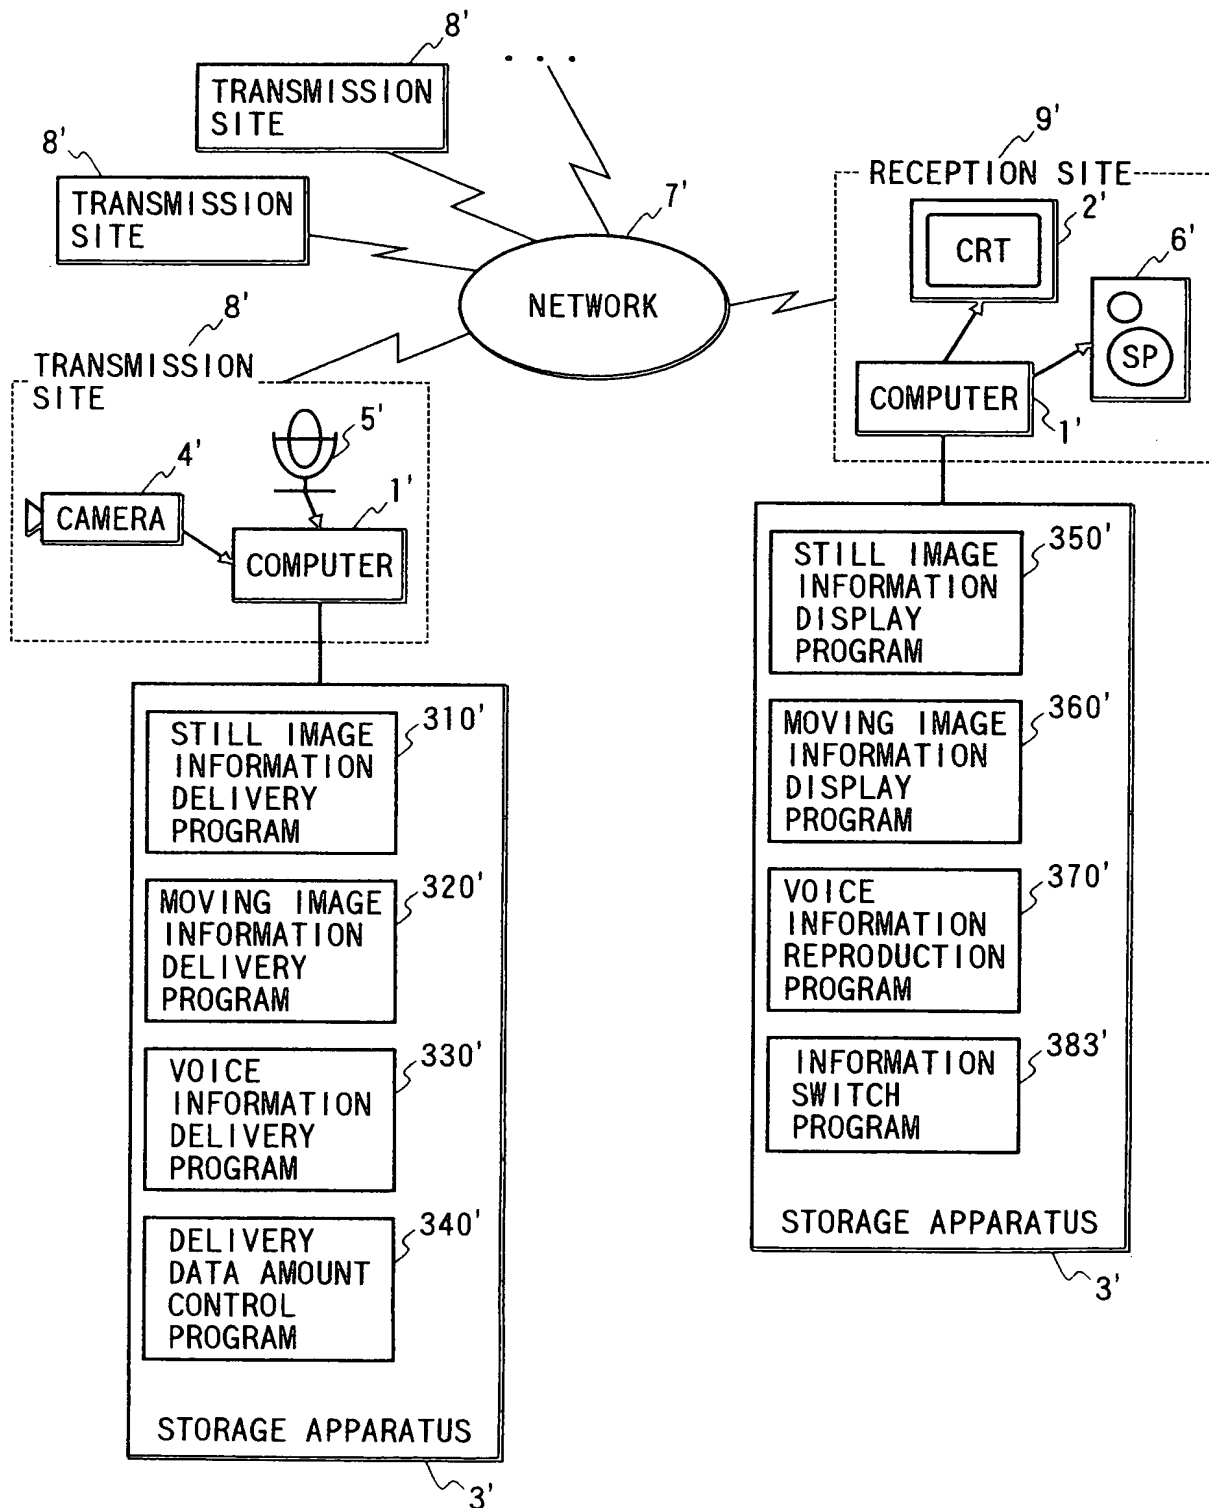 8'
TRANSMISSION
SITE
. . .
8'
TRANSMISSION
SITE
7'
NETWORK
9'
RECEPTION SITE
2'
CRT
6'
SP
COMPUTER
1'
8'
TRANSMISSION
SITE
5'
4'
CAMERA
1'
COMPUTER
310'
STILL IMAGE
INFORMATION
DELIVERY
PROGRAM
320'
MOVING IMAGE
INFORMATION
DELIVERY
PROGRAM
330'
VOICE
INFORMATION
DELIVERY
PROGRAM
340'
DELIVERY
DATA AMOUNT
CONTROL
PROGRAM
STORAGE APPARATUS
3'
350'
STILL IMAGE
INFORMATION
DISPLAY
PROGRAM
360'
MOVING IMAGE
INFORMATION
DISPLAY
PROGRAM
370'
VOICE
INFORMATION
REPRODUCTION
PROGRAM
383'
INFORMATION
SWITCH
PROGRAM
STORAGE APPARATUS
3'